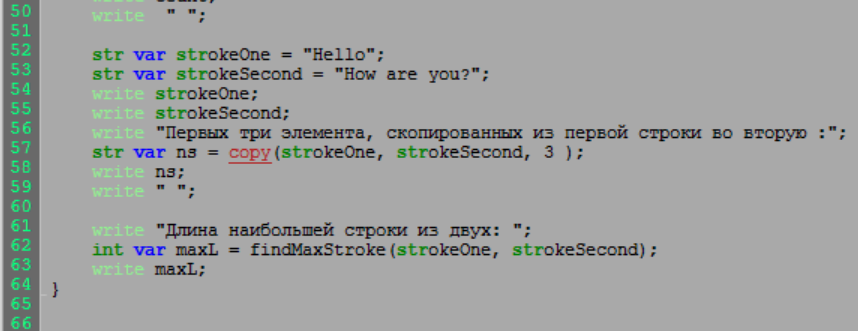 50 write " ";
51
52 str var strokeOne = "Hello";
53 str var strokeSecond = "How are you?";
54 write strokeOne;
55 write strokeSecond;
56 write "Первых три элемента, скопированных из первой строки во вторую :";
57 str var ns = copy(strokeOne, strokeSecond, 3 );
58 write ns;
59 write " ";
60
61 write "Длина наибольшей строки из двух: ";
62 int var maxL = findMaxStroke(strokeOne, strokeSecond);
63 write maxL;
64 }
65
66